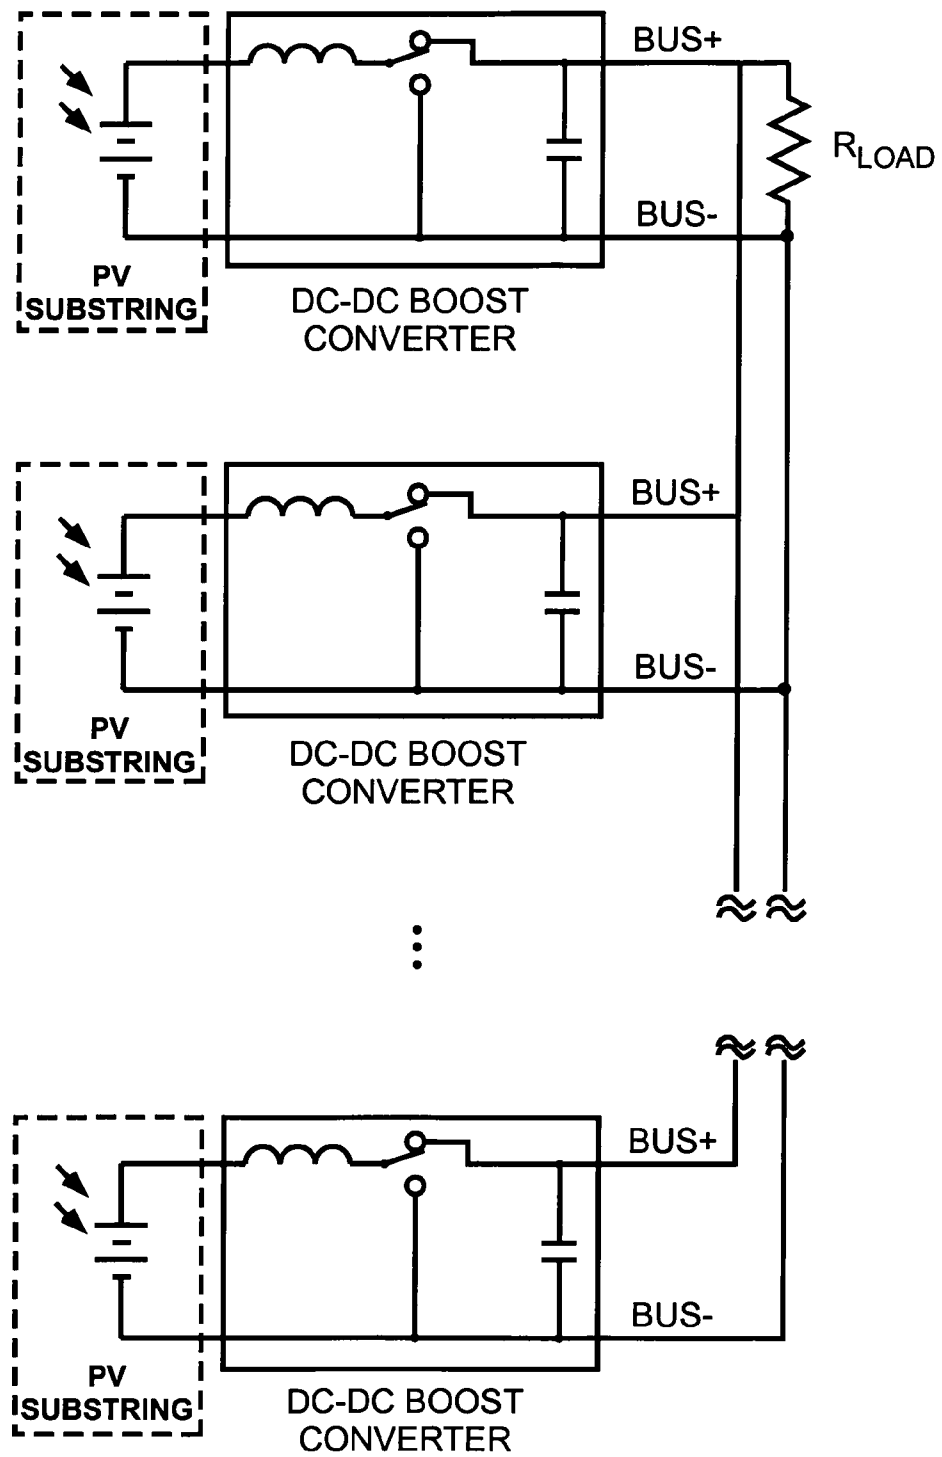 BUS+
R_LOAD
BUS-
PV
SUBSTRING
DC-DC BOOST
CONVERTER
BUS+
BUS-
PV
SUBSTRING
DC-DC BOOST
CONVERTER
BUS+
BUS-
PV
SUBSTRING
DC-DC BOOST
CONVERTER